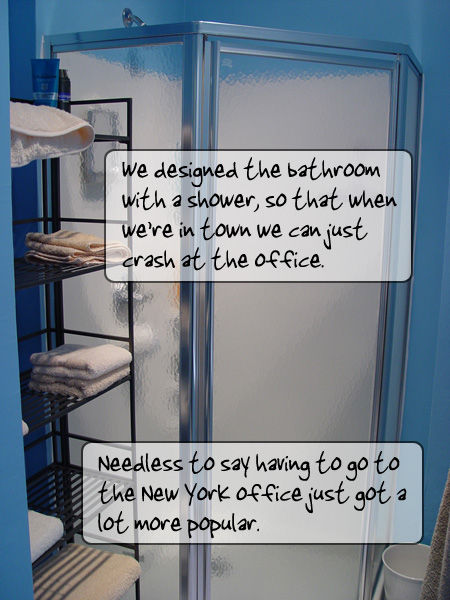 We designed the bathroom
with a shower, so that when
we're in town we can just
crash at the office.
Needless to say having to go to
the New York office just got a
lot more popular.